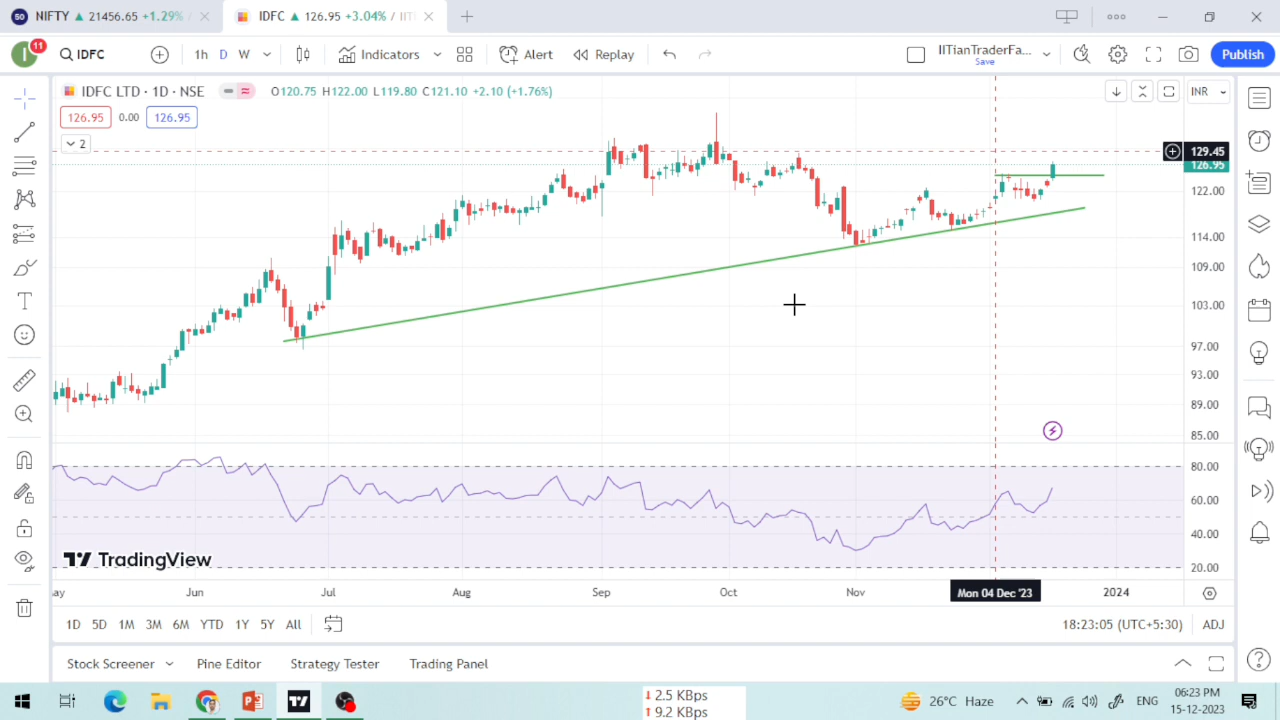 50 NIFTY ▲ 21456.65 +1.29% /
IDFC ▲ 126.95 +3.04% / IIT
I 11 IDFC 1h D W Indicators Alert Replay IITianTraderFa... Save Publish
IDFC LTD · 1D · NSE O120.75 H122.00 L119.80 C121.10 +2.10 (+1.76%) INR
126.95 0.00 126.95
2
129.45
126.95
122.00
114.00
109.00
103.00
97.00
93.00
89.00
85.00
80.00
60.00
40.00
20.00
TradingView
ay Jun Jul Aug Sep Oct Nov Mon 04 Dec '23 2024
1D 5D 1M 3M 6M YTD 1Y 5Y All 18:23:05 (UTC+5:30) ADJ
Stock Screener Pine Editor Strategy Tester Trading Panel
2.5 KBps
9.2 KBps
26°C Haze ENG
06:23 PM
15-12-2023